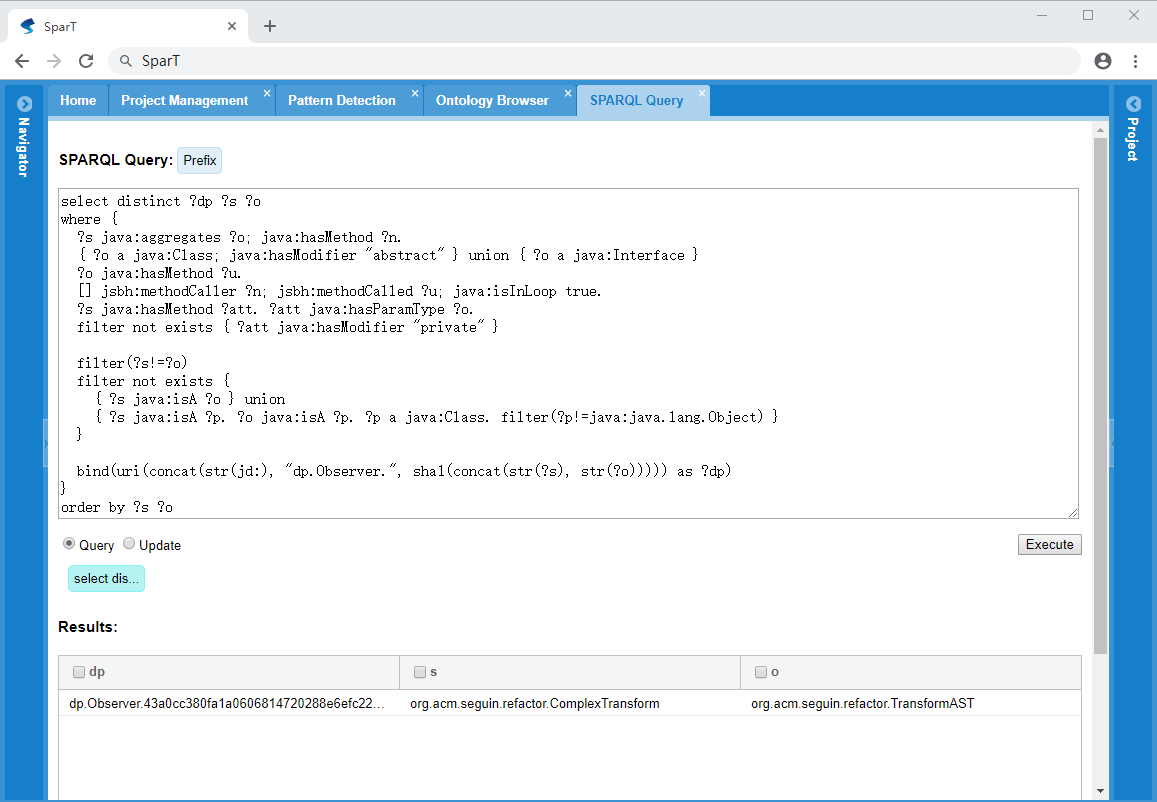 SparT
SparT
Home
Project Management
Pattern Detection
Ontology Browser
SPARQL Query
Navigator
Project
SPARQL Query: Prefix
select distinct ?dp ?s ?o
where {
?s java:aggregates ?o; java:hasMethod ?n.
{ ?o a java:Class; java:hasModifier "abstract" } union { ?o a java:Interface }
?o java:hasMethod ?u.
[] jsbh:methodCaller ?n; jsbh:methodCalled ?u; java:isInLoop true.
?s java:hasMethod ?att. ?att java:hasParamType ?o.
filter not exists { ?att java:hasModifier "private" }
filter(?s!=?o)
filter not exists {
{ ?s java:isA ?o } union
{ ?s java:isA ?p. ?o java:isA ?p. ?p a java:Class. filter(?p!=java:java.lang.Object) }
}
bind(uri(concat(str(jd:), "dp.Observer.", sha1(concat(str(?s), str(?o))))) as ?dp)
}
order by ?s ?o
Query Update
Execute
select dis...
Results:
dp s o
dp.Observer.43a0cc380fa1a0606814720288e6efc22... org.acm.seguin.refactor.ComplexTransform org.acm.seguin.refactor.TransformAST